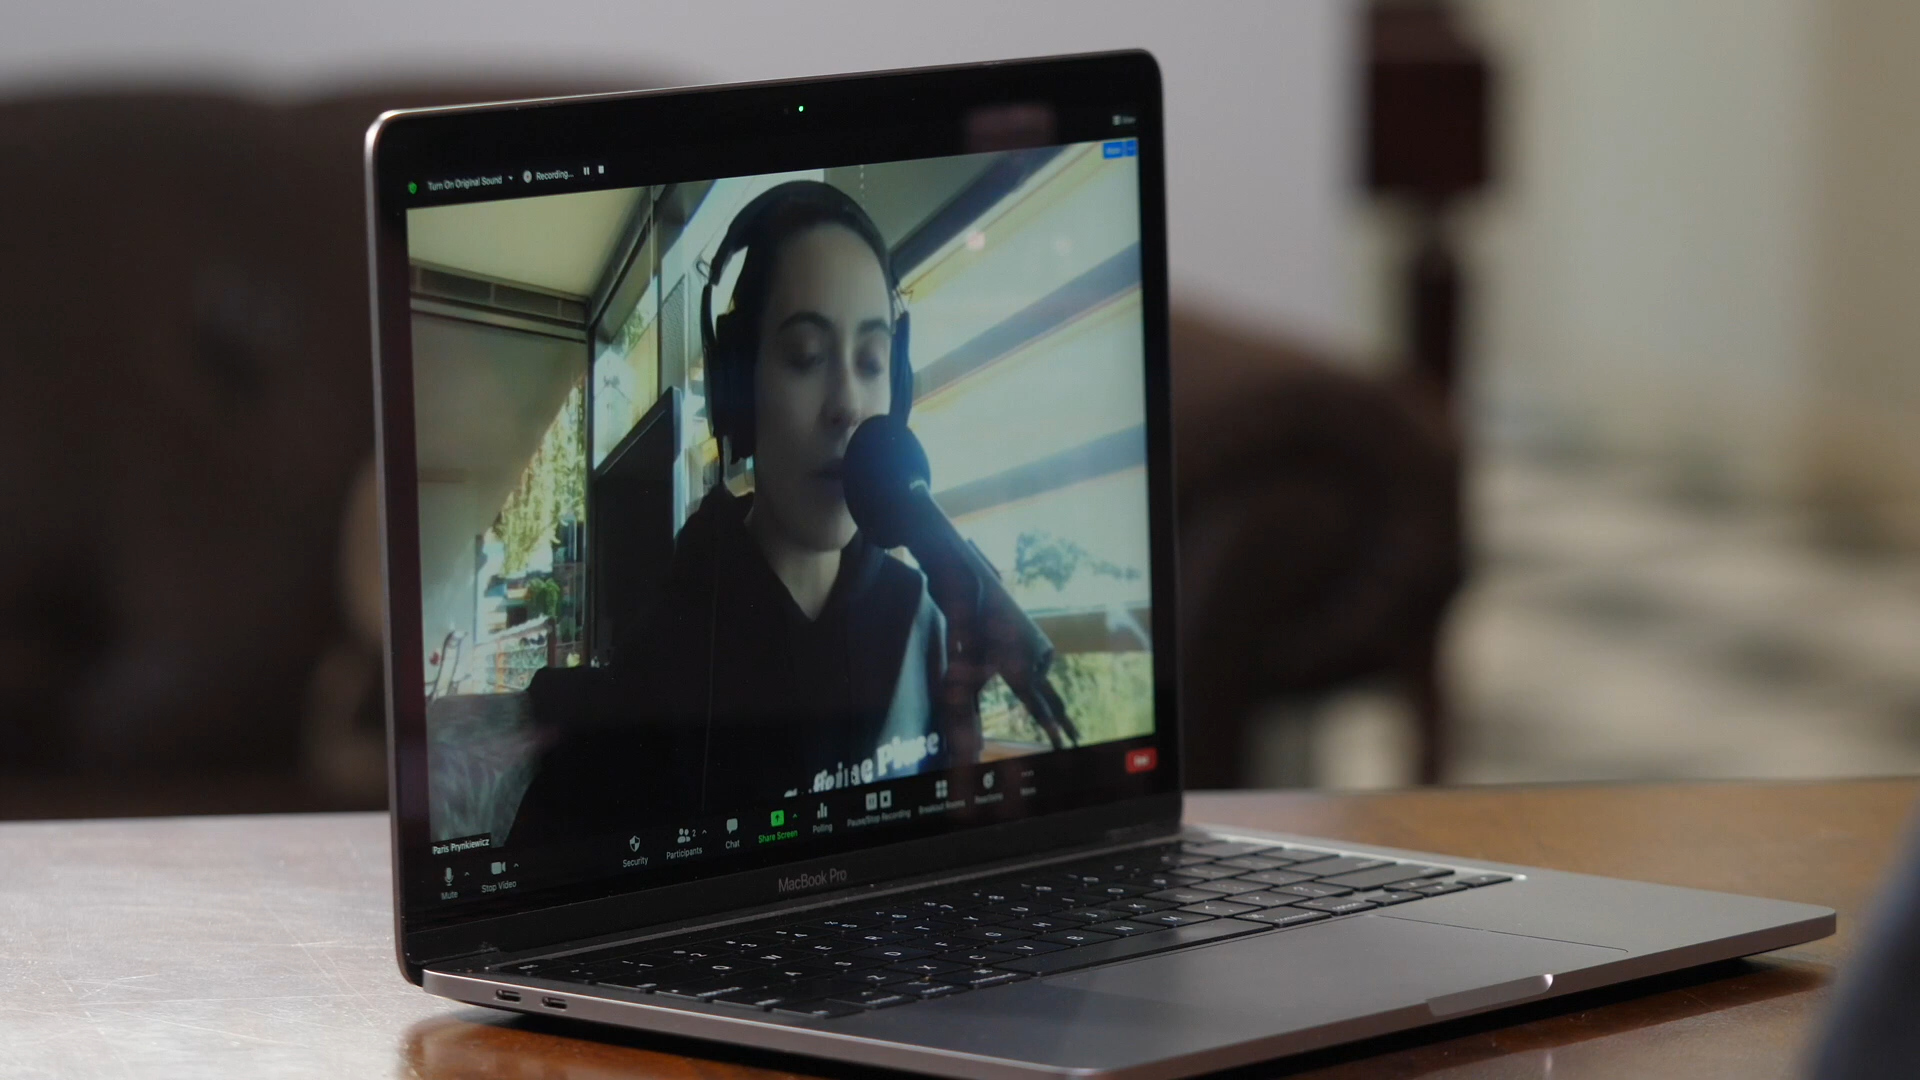 Turn On Original Sound
Recording...
Paris Prynkiewicz
Mute
Stop Video
Security
Participants
2
Chat
Share Screen
Polling
Pause/Stop Recording
Breakout Rooms
Reactions
More
MacBook Pro